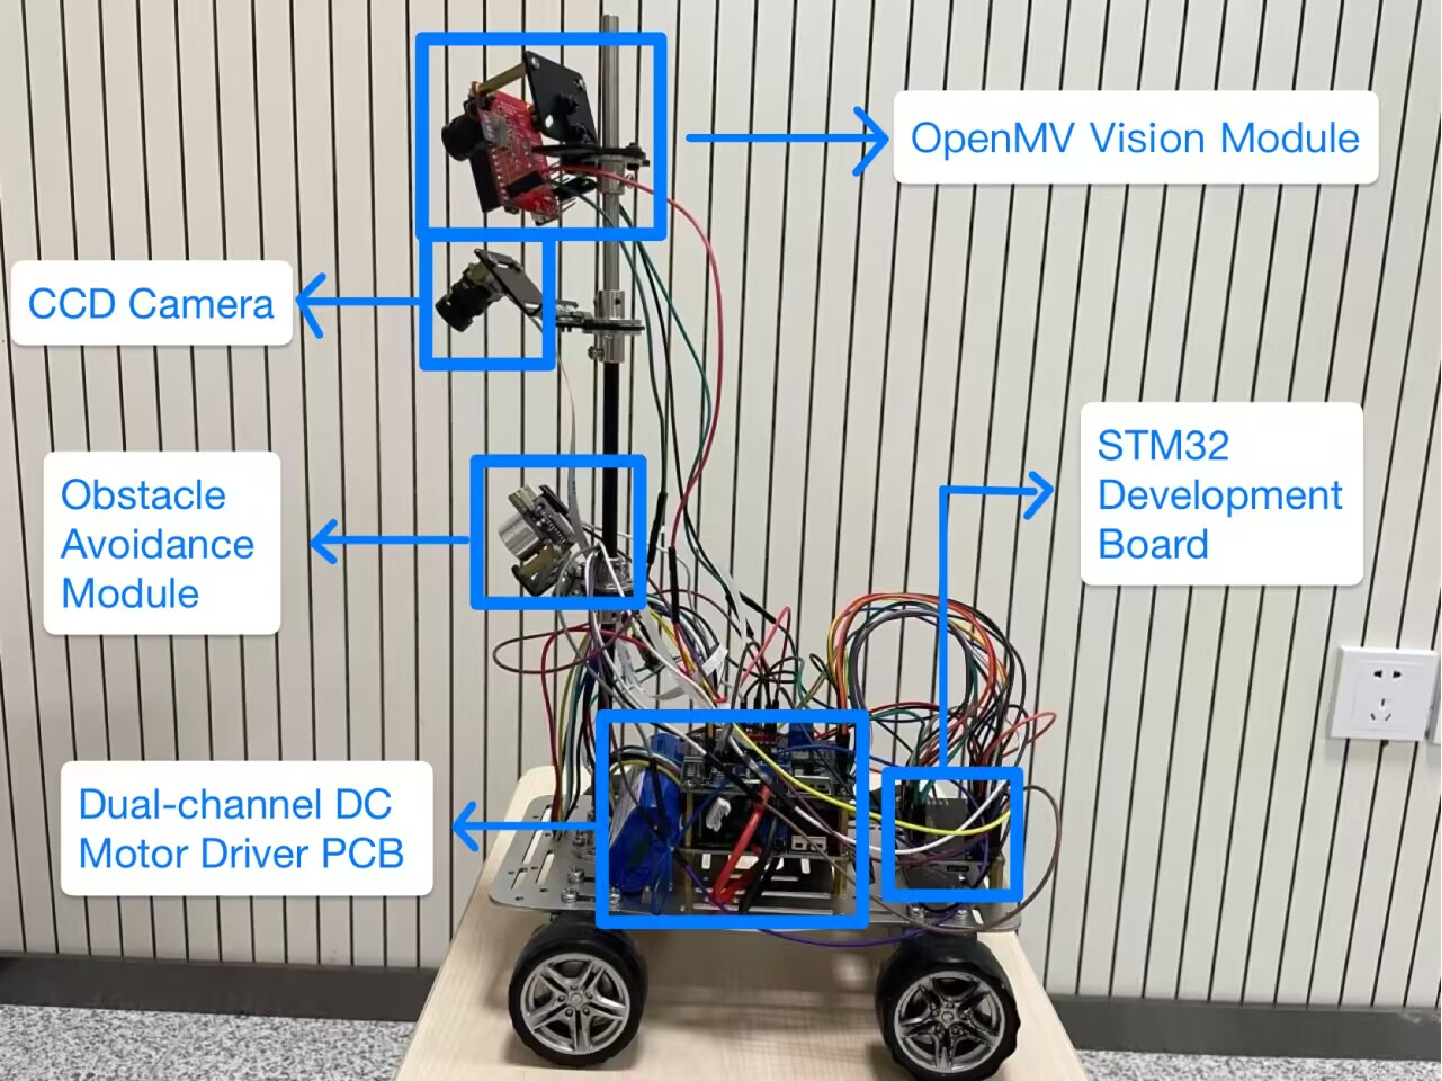 OpenMV Vision Module
CCD Camera
STM32
Development
Board
Obstacle
Avoidance
Module
Dual-channel DC
Motor Driver PCB